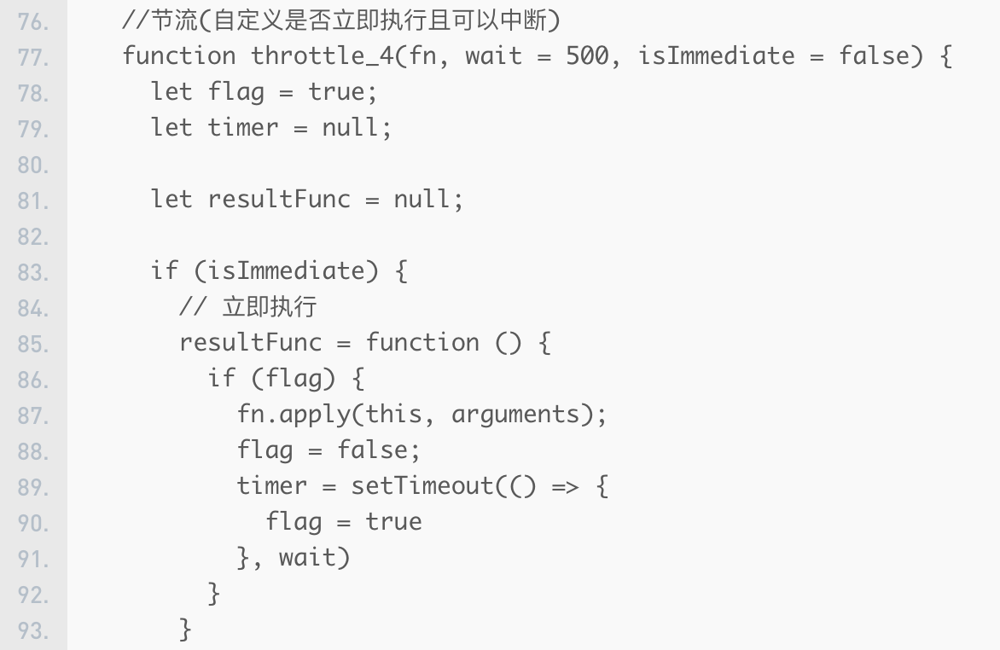 76. //节流(自定义是否立即执行且可以中断)
77. function throttle_4(fn, wait = 500, isImmediate = false) {
78. let flag = true;
79. let timer = null;
80.
81. let resultFunc = null;
82.
83. if (isImmediate) {
84. // 立即执行
85. resultFunc = function () {
86. if (flag) {
87. fn.apply(this, arguments);
88. flag = false;
89. timer = setTimeout(() => {
90. flag = true
91. }, wait)
92. }
93. }